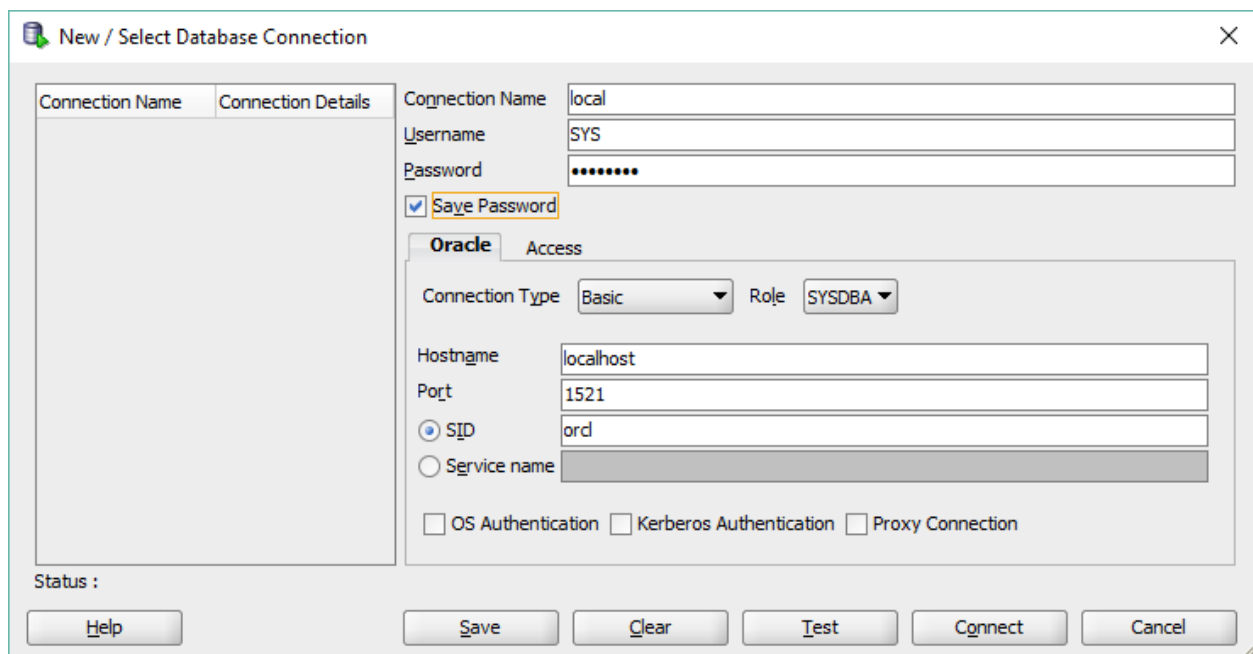 New / Select Database Connection
Connection Name Connection Details
Connection Name local
Username SYS
Password ••••••••
Save Password
Oracle Access
Connection Type Basic Role SYSDBA
Hostname localhost
Port 1521
SID orcl
Service name
OS Authentication Kerberos Authentication Proxy Connection
Status :
Help Save Clear Test Connect Cancel